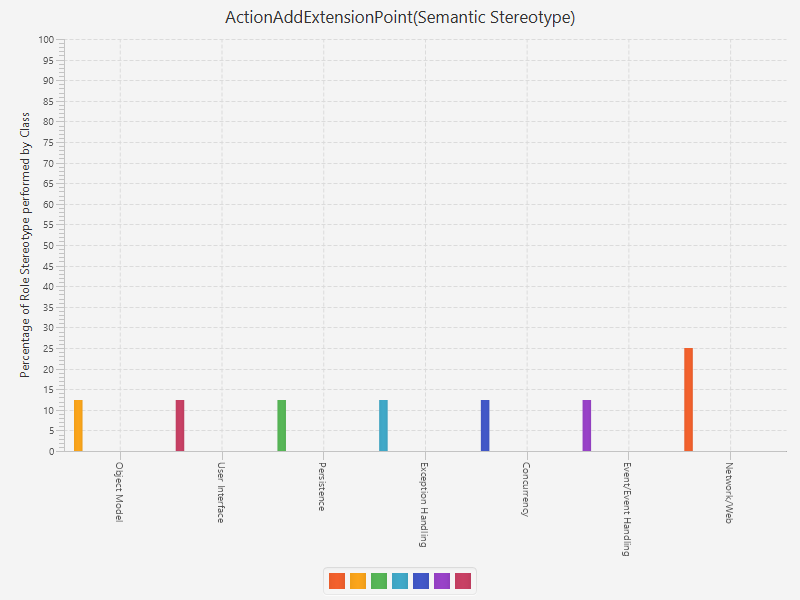 ActionAddExtensionPoint(Semantic Stereotype)
Percentage of Role Stereotype performed by Class
100
95
90
85
80
75
70
65
60
55
50
45
40
35
30
25
20
15
10
5
0
Object Model
User Interface
Persistence
Exception Handling
Concurrency
Event/Event Handling
Network/Web